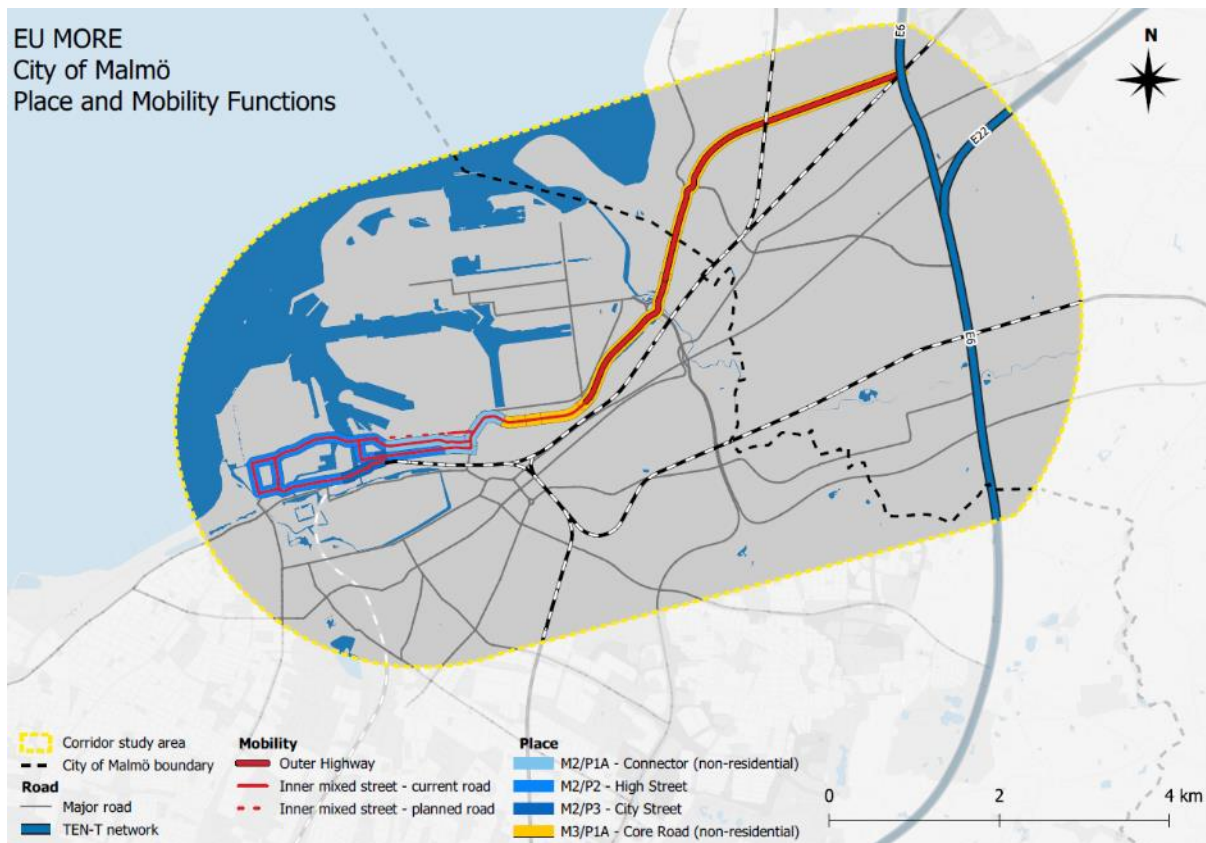 EU MORE
City of Malmö
Place and Mobility Functions
N
E6
E22
E6
Corridor study area
City of Malmö boundary
Road
Major road
TEN-T network
Mobility
Outer Highway
Inner mixed street - current road
Inner mixed street - planned road
Place
M2/P1A - Connector (non-residential)
M2/P2 - High Street
M2/P3 - City Street
M3/P1A - Core Road (non-residential)
0 2 4 km